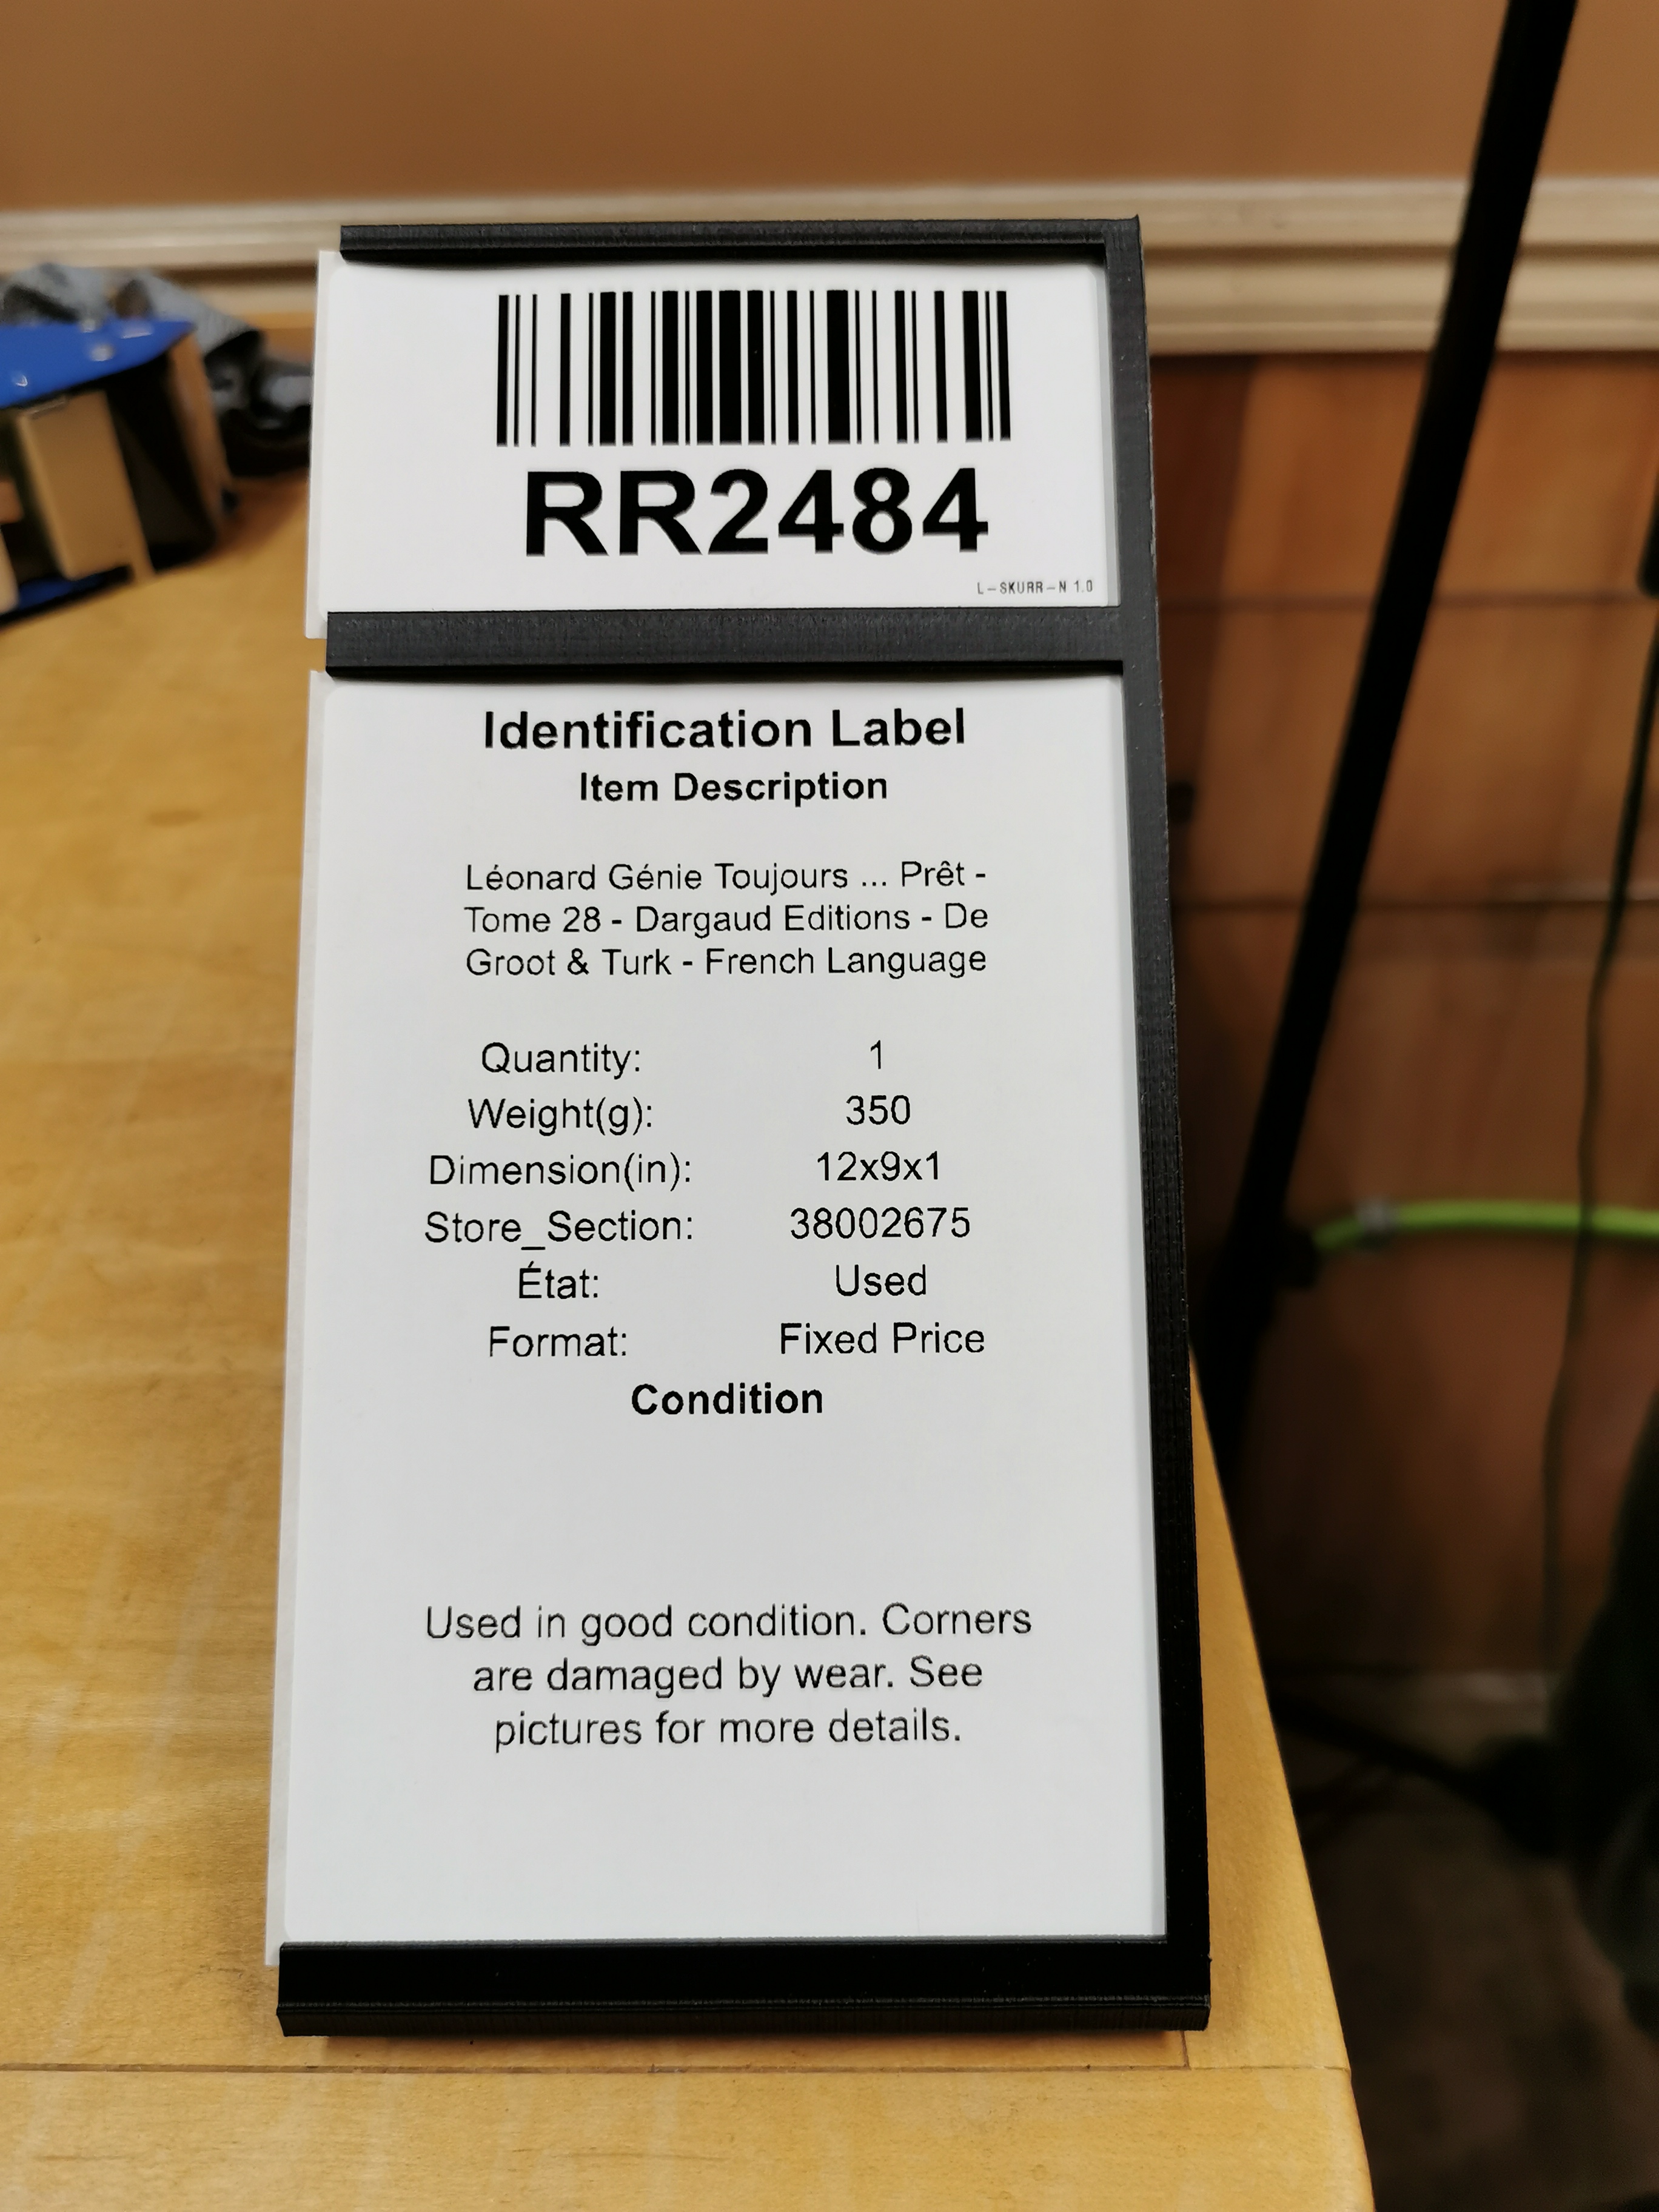 RR2484
L-SKURR-N 1.0
Identification Label
Item Description
Léonard Génie Toujours ... Prêt -
Tome 28 - Dargaud Editions - De
Groot & Turk - French Language
Quantity: 1
Weight(g): 350
Dimension(in): 12x9x1
Store_Section: 38002675
État: Used
Format: Fixed Price
Condition
Used in good condition. Corners
are damaged by wear. See
pictures for more details.